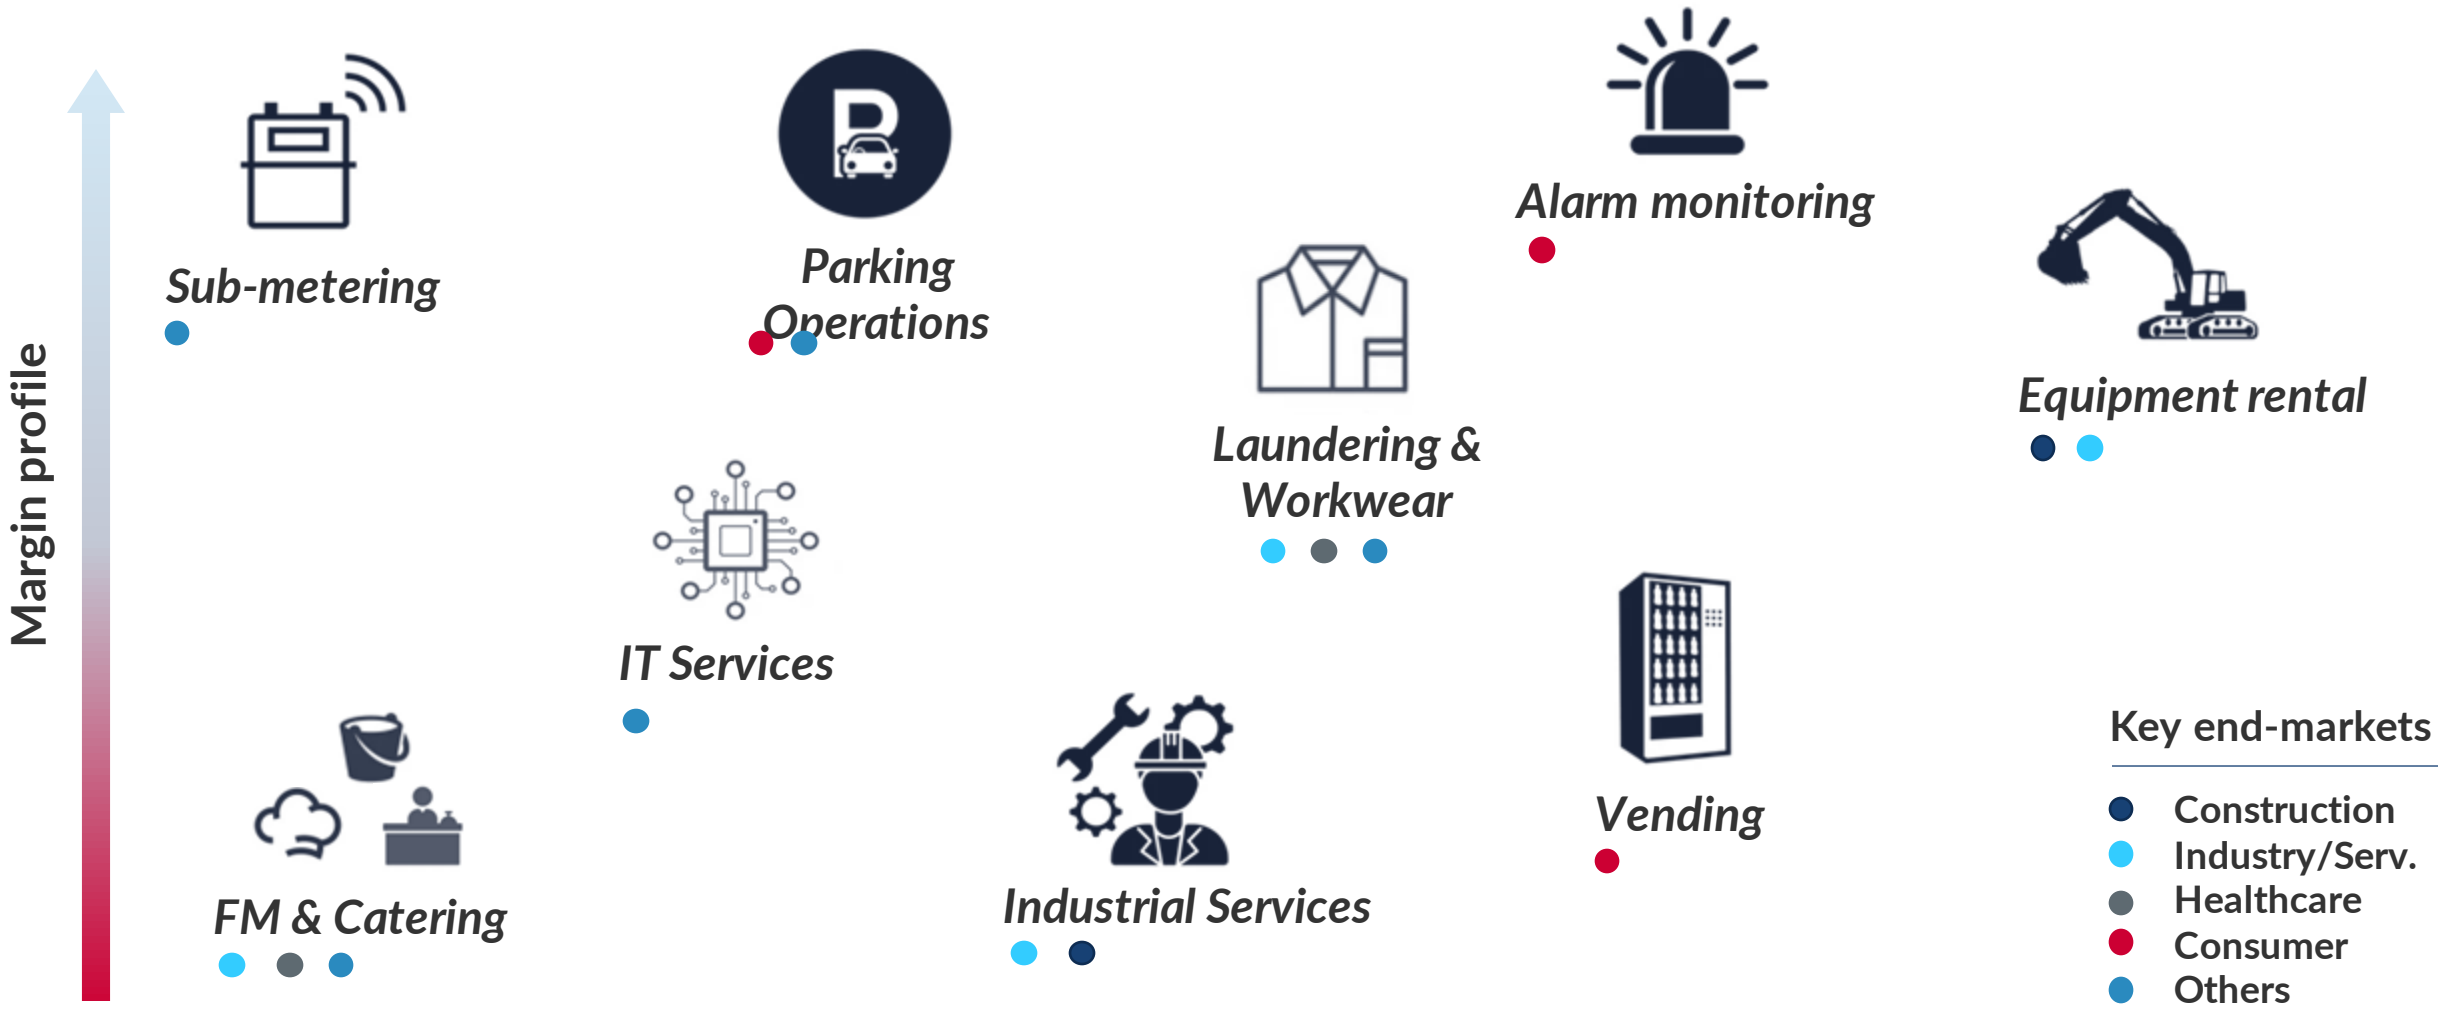 Margin profile
Sub-metering
Parking
Operations
Alarm monitoring
Equipment rental
Laundering &
Workwear
IT Services
Vending
FM & Catering
Industrial Services
Key end-markets
Construction
Industry/Serv.
Healthcare
Consumer
Others